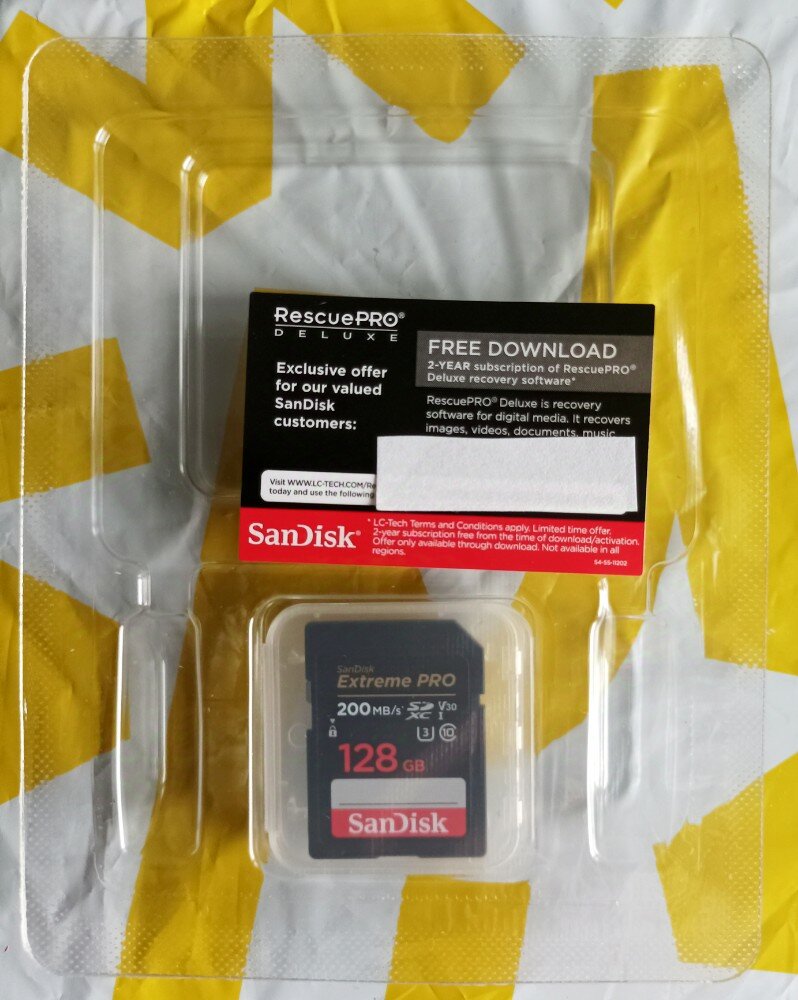 RescuePRO®
DELUXE
Exclusive offer
for our valued
SanDisk
customers:
FREE DOWNLOAD
2-YEAR subscription of RescuePRO®
Deluxe recovery software*
RescuePRO® Deluxe is recovery
software for digital media. It recovers
images, videos, documents, music
Visit WWW.LC-TECH.COM/Re
today and use the following
SanDisk®
* LC-Tech Terms and Conditions apply. Limited time offer.
2-year subscription free from the time of download/activation.
Offer only available through download. Not available in all
regions.
54-55-11202
SanDisk
Extreme PRO
200 MB/s* SDXC V30 I
U3 C10
128 GB
SanDisk